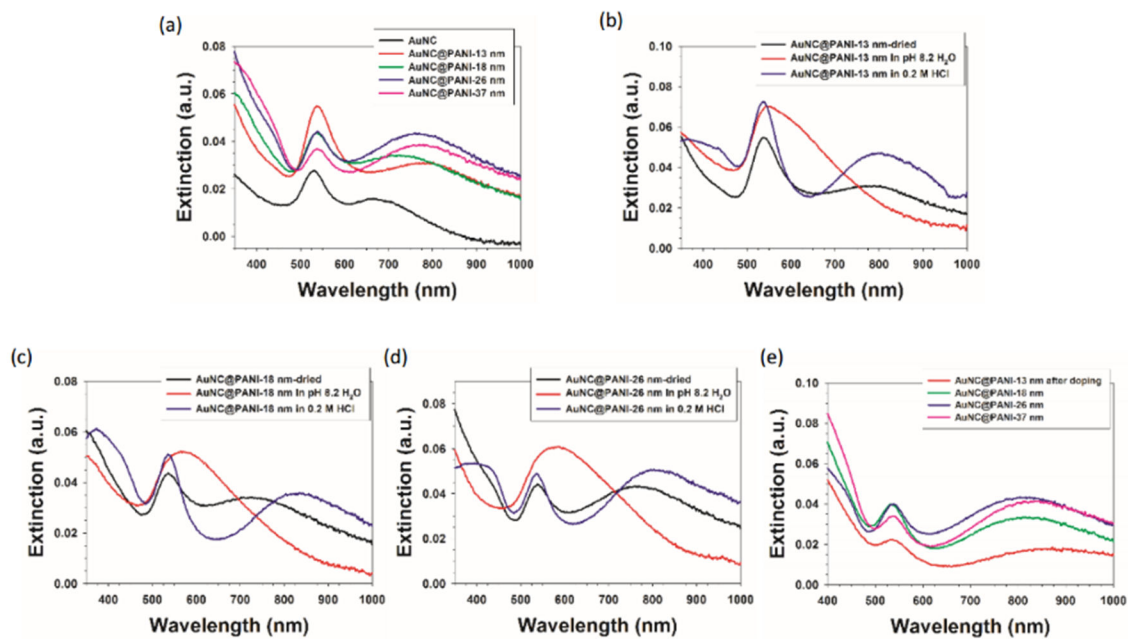 (a)
AuNC
AuNC@PANI-13 nm
AuNC@PANI-18 nm
AuNC@PANI-26 nm
AuNC@PANI-37 nm
Extinction (a.u.)
0.08
0.06
0.04
0.02
0.00
400 500 600 700 800 900 1000
Wavelength (nm)
(b)
AuNC@PANI-13 nm-dried
AuNC@PANI-13 nm In pH 8.2 H₂O
AuNC@PANI-13 nm in 0.2 M HCl
Extinction (a.u.)
0.10
0.08
0.06
0.04
0.02
0.00
400 500 600 700 800 900 1000
Wavelength (nm)
(c)
AuNC@PANI-18 nm-dried
AuNC@PANI-18 nm In pH 8.2 H₂O
AuNC@PANI-18 nm in 0.2 M HCl
Extinction (a.u.)
0.08
0.06
0.04
0.02
0.00
400 500 600 700 800 900 1000
Wavelength (nm)
(d)
AuNC@PANI-26 nm-dried
AuNC@PANI-26 nm In pH 8.2 H₂O
AuNC@PANI-26 nm in 0.2 M HCl
Extinction (a.u.)
0.08
0.06
0.04
0.02
0.00
400 500 600 700 800 900 1000
Wavelength (nm)
(e)
AuNC@PANI-13 nm after doping
AuNC@PANI-18 nm
AuNC@PANI-26 nm
AuNC@PANI-37 nm
Extinction (a.u.)
0.10
0.08
0.06
0.04
0.02
0.00
400 500 600 700 800 900 1000
Wavelength (nm)